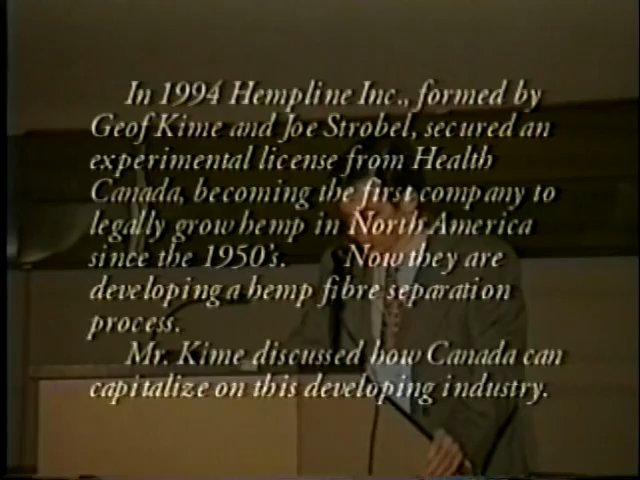 In 1994 Hempline Inc., formed by
Geof Kime and Joe Strobel, secured an
experimental license from Health
Canada, becoming the first company to
legally grow hemp in North America
since the 1950's. Now they are
developing a hemp fibre separation
process.
Mr. Kime discussed how Canada can
capitalize on this developing industry.